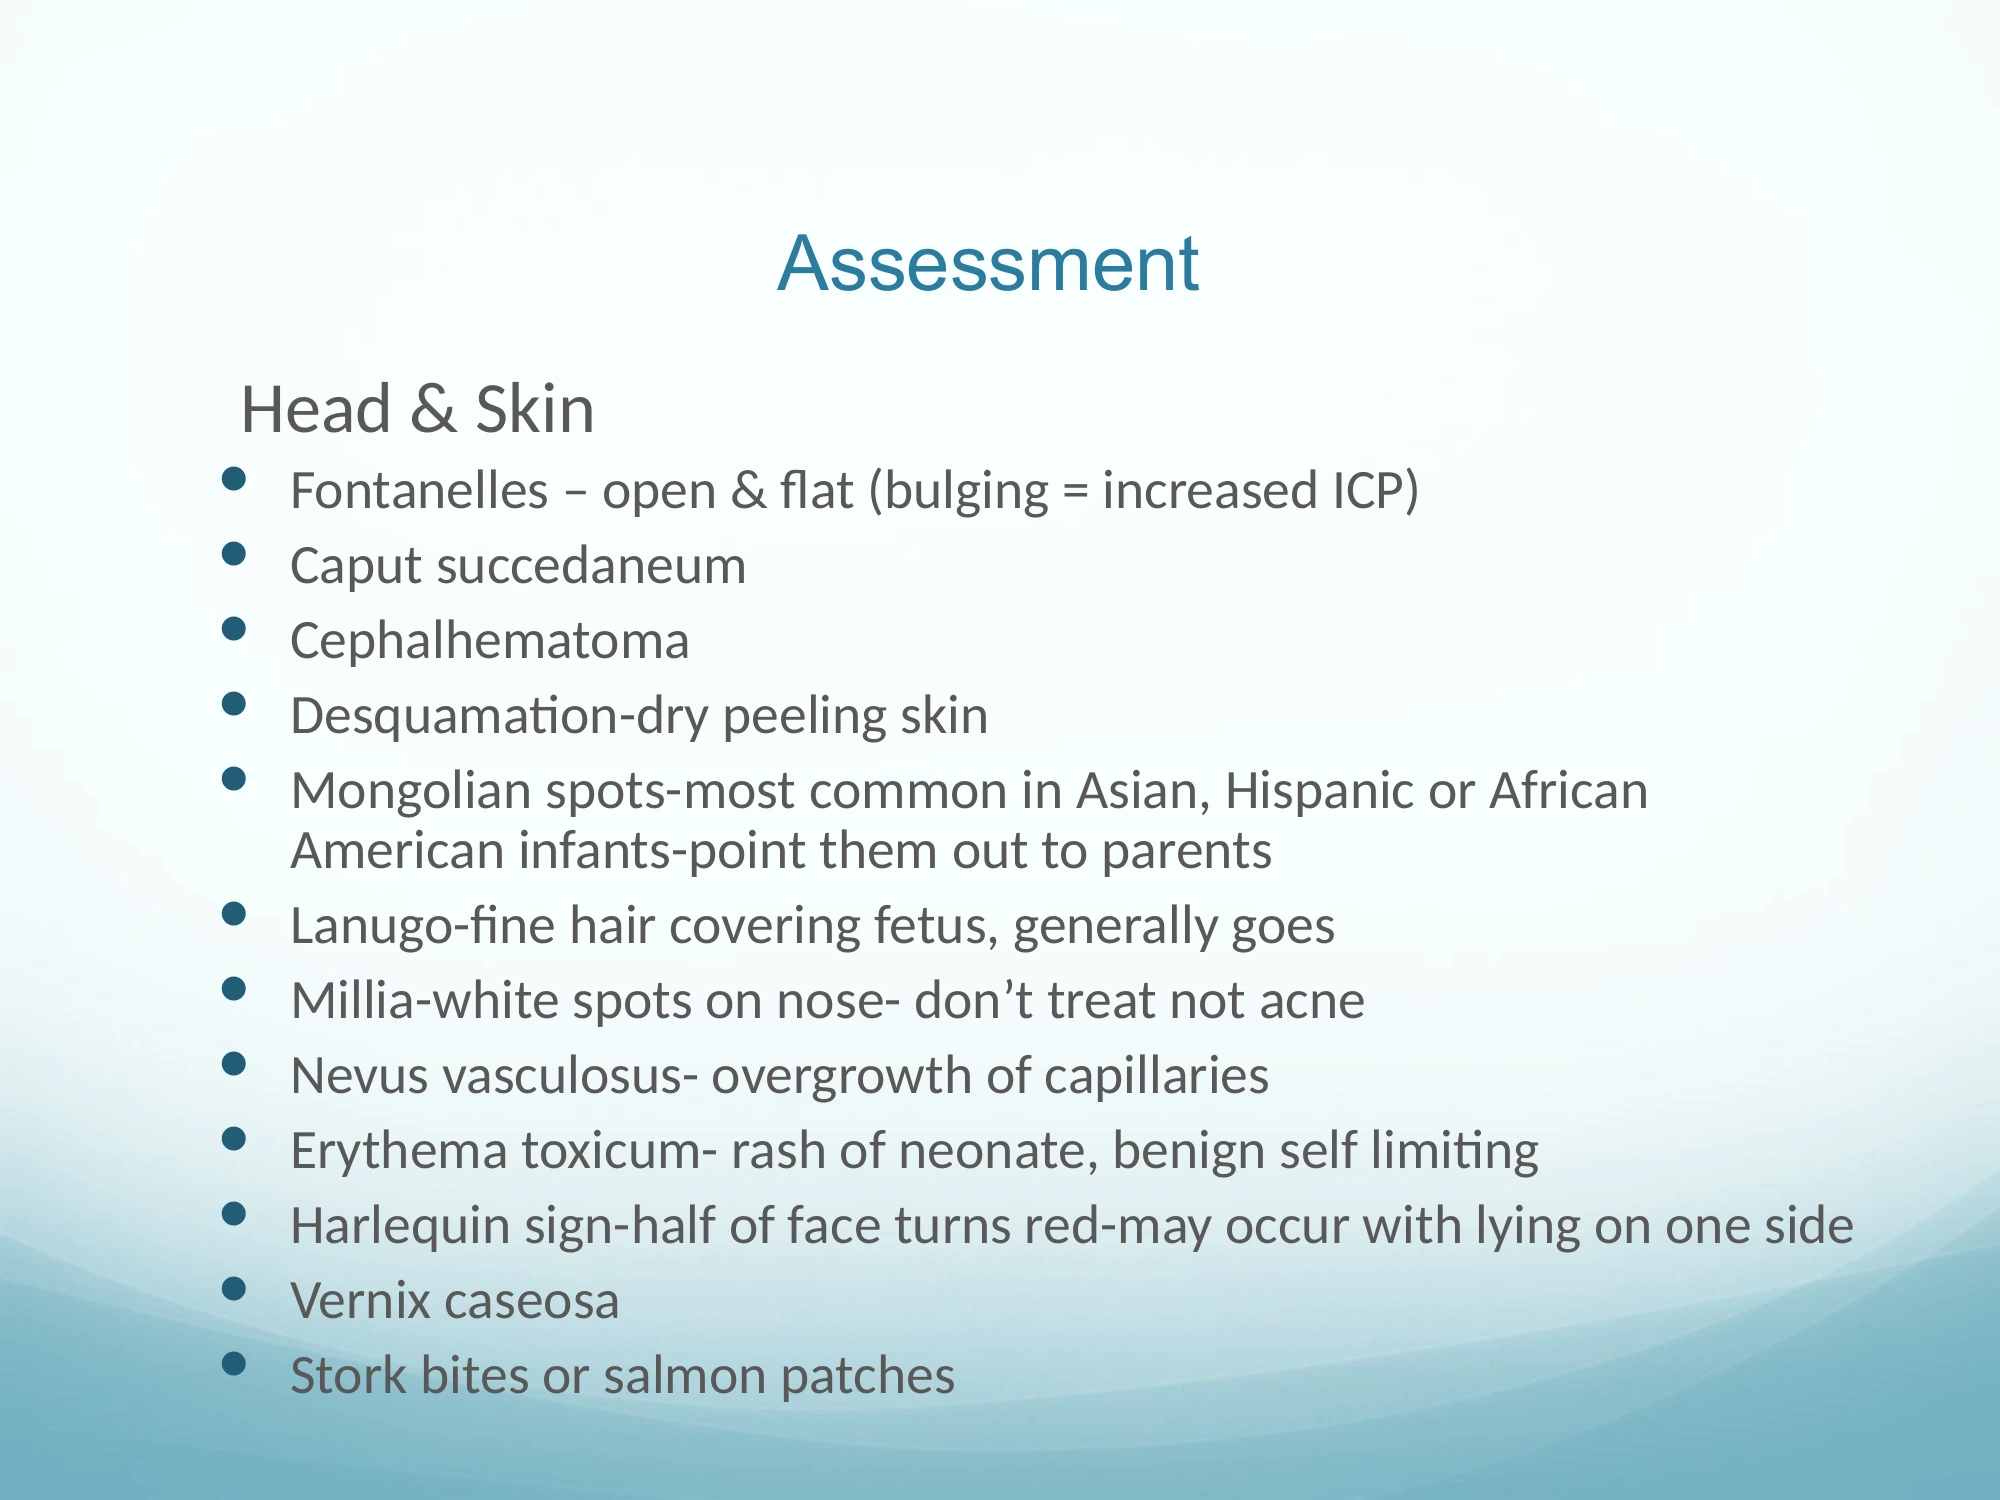 Assessment
Head & Skin
• Fontanelles – open & flat (bulging = increased ICP)
• Caput succedaneum
• Cephalhematoma
• Desquamation-dry peeling skin
• Mongolian spots-most common in Asian, Hispanic or African
American infants-point them out to parents
• Lanugo-fine hair covering fetus, generally goes
• Millia-white spots on nose- don’t treat not acne
• Nevus vasculosus- overgrowth of capillaries
• Erythema toxicum- rash of neonate, benign self limiting
• Harlequin sign-half of face turns red-may occur with lying on one side
• Vernix caseosa
• Stork bites or salmon patches